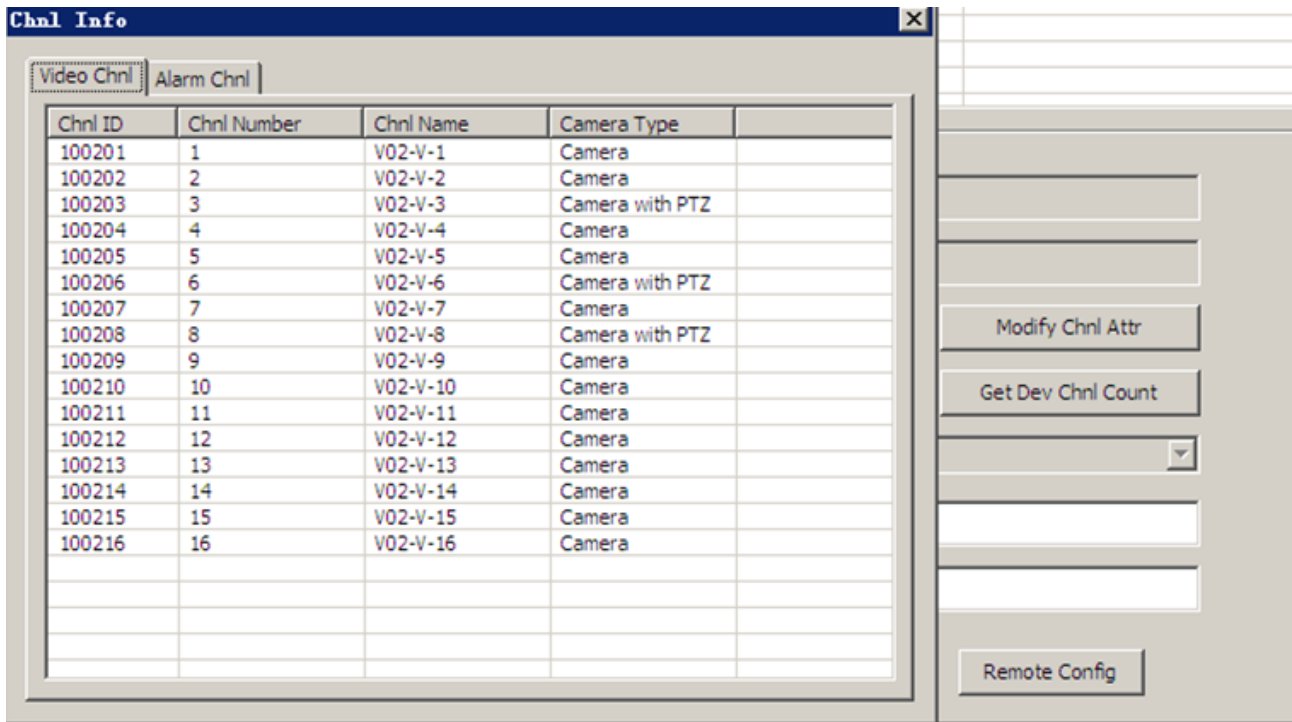 Chnl Info
Video Chnl Alarm Chnl
Chnl ID Chnl Number Chnl Name Camera Type
100201 1 V02-V-1 Camera
100202 2 V02-V-2 Camera
100203 3 V02-V-3 Camera with PTZ
100204 4 V02-V-4 Camera
100205 5 V02-V-5 Camera
100206 6 V02-V-6 Camera with PTZ
100207 7 V02-V-7 Camera
100208 8 V02-V-8 Camera with PTZ
100209 9 V02-V-9 Camera
100210 10 V02-V-10 Camera
100211 11 V02-V-11 Camera
100212 12 V02-V-12 Camera
100213 13 V02-V-13 Camera
100214 14 V02-V-14 Camera
100215 15 V02-V-15 Camera
100216 16 V02-V-16 Camera
Modify Chnl Attr
Get Dev Chnl Count
Remote Config